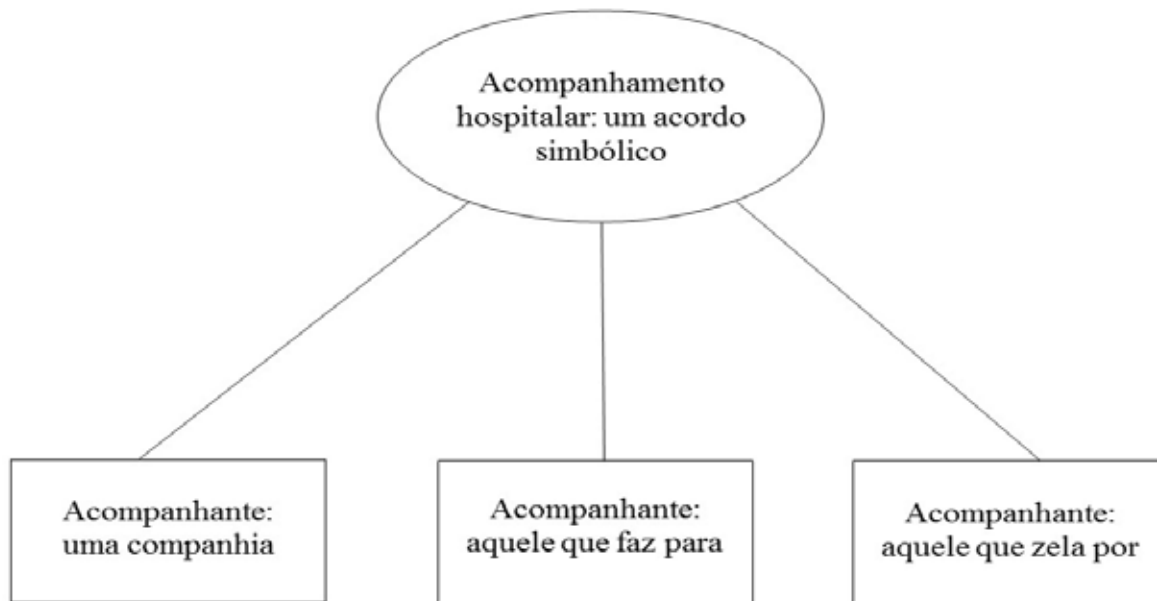 Acompanhamento
hospitalar: um acordo
simbólico
Acompanhante:
uma companhia
Acompanhante:
aquele que faz para
Acompanhante:
aquele que zela por